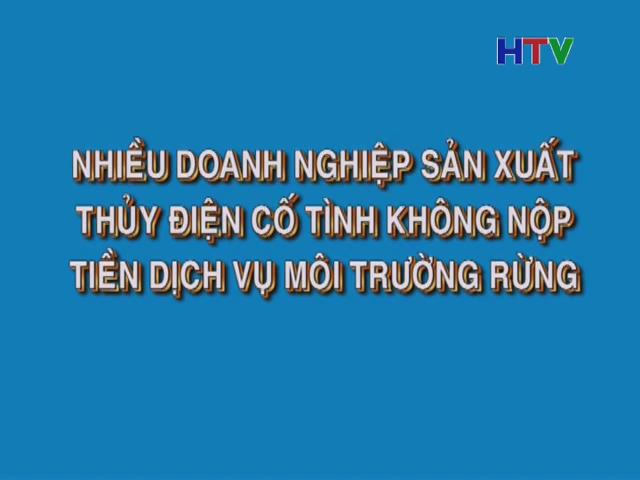 HTV
NHIỀU DOANH NGHIỆP SẢN XUẤT
THỦY ĐIỆN CỐ TÌNH KHÔNG NỘP
TIỀN DỊCH VỤ MÔI TRƯỜNG RỪNG